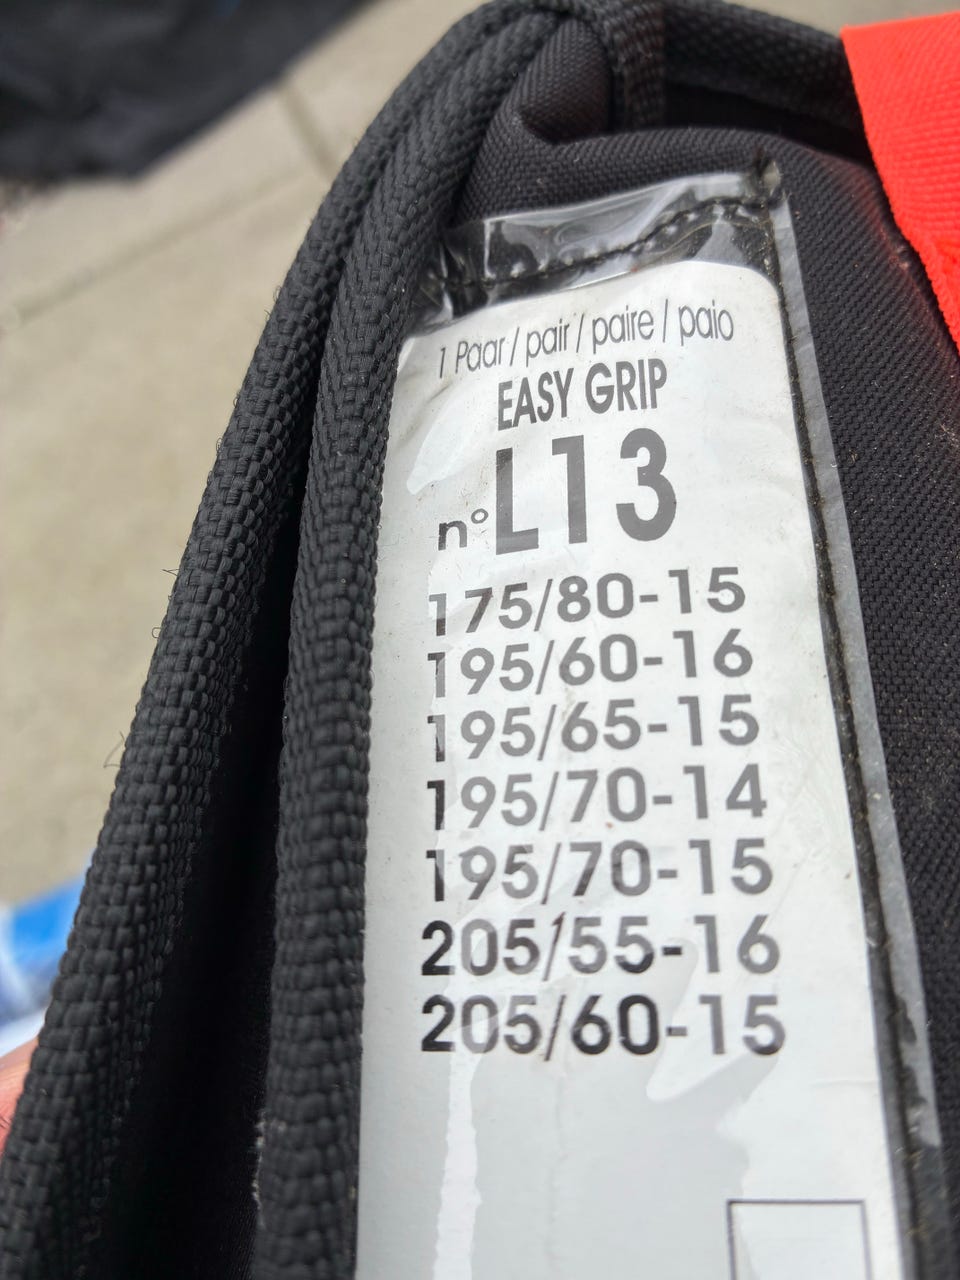 1 Paar / pair / paire / paio
EASY GRIP
n° L13
175/80-15
195/60-16
195/65-15
195/70-14
195/70-15
205/55-16
205/60-15